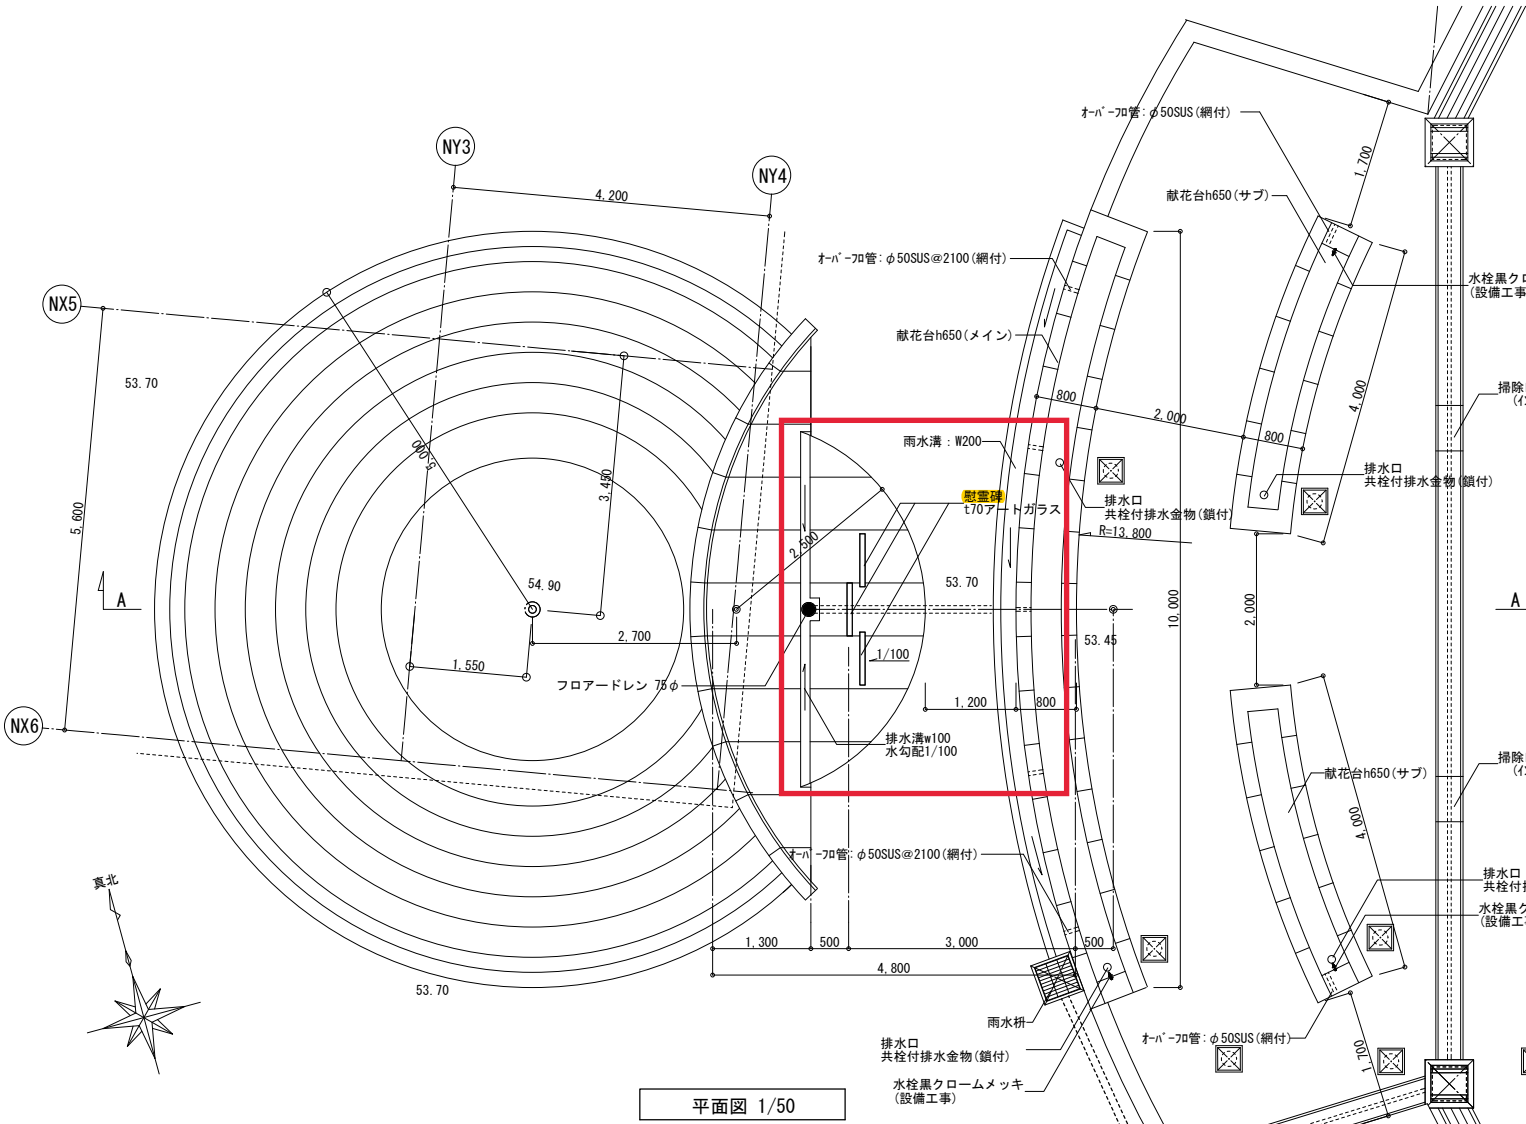 オーバーフロ管：φ50SUS(網付)
NY3
NY4
4,200
1,700
献花台h650(サブ)
オーバーフロ管：φ50SUS@2100(網付)
NX5
水栓黒クロ
(設備工事
献花台h650(メイン)
53.70
掃除
800
2,000
4,000
800
5,000
3,450
雨水溝：W200
排水口
共栓付排水金物(鎖付)
慰霊碑
t70アートガラス
排水口
共栓付排水金物(鎖付)
5,600
2,500
R=13,800
A
54.90
53.70
10,000
2,000
A
2,700
53.45
1,550
1/100
フロアードレン 75φ
1,200
800
NX6
排水溝w100
水勾配1/100
掃除
献花台h650(サブ)
4,000
オーバーフロ管：φ50SUS@2100(網付)
排水口
共栓付排
真北
水栓黒ク
(設備工事
1,300
500
3,000
500
4,800
53.70
雨水桝
排水口
共栓付排水金物(鎖付)
オーバーフロ管：φ50SUS(網付)
1,700
水栓黒クロームメッキ
(設備工事)
平面図 1/50